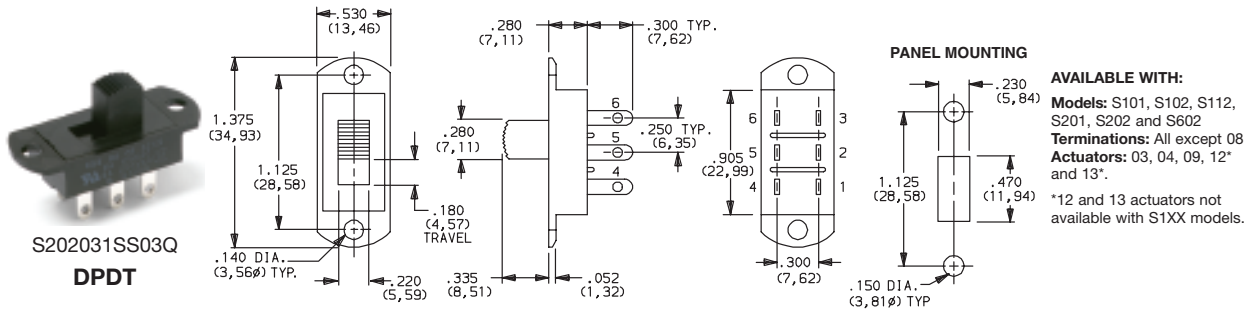 S202031SS03Q
DPDT
.530
(13,46)
1.375
(34,93)
1.125
(28,58)
.180
(4,57)
TRAVEL
.140 DIA.
(3,56ø) TYP.
.220
(5,59)
.280
(7,11)
.300 TYP.
(7,62)
.280
(7,11)
6
5
4
.250 TYP.
(6,35)
.335
(8,51)
.052
(1,32)
.905
(22,99)
6 3
5 2
4 1
.300
(7,62)
PANEL MOUNTING
.230
(5,84)
1.125
(28,58)
.470
(11,94)
.150 DIA.
(3,81ø) TYP
AVAILABLE WITH:
Models: S101, S102, S112,
S201, S202 and S602
Terminations: All except 08
Actuators: 03, 04, 09, 12*
and 13*.
*12 and 13 actuators not
available with S1XX models.